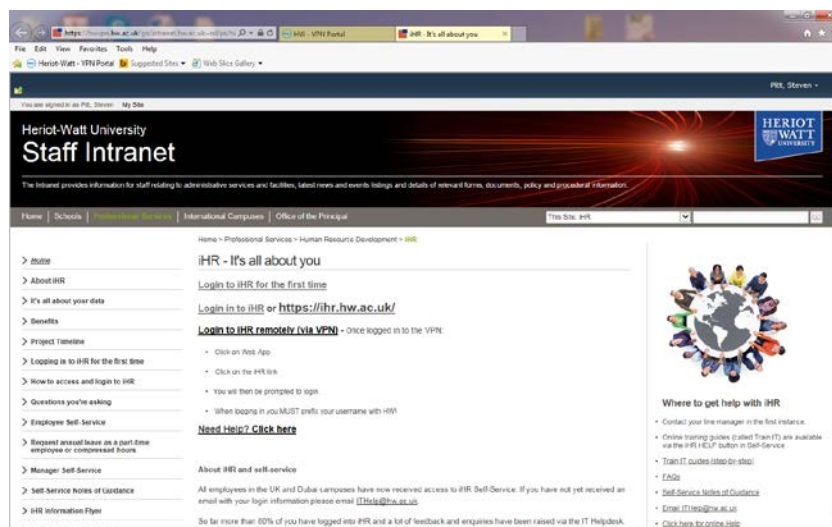 HW - VPN Portal
iHR - It's all about you
File Edit View Favorites Tools Help
Heriot-Watt - VPN Portal Suggested Sites Web Slice Gallery
Pitt, Steven
You are signed in as Pitt, Steven My Site
Heriot-Watt University
Staff Intranet
HERIOT
WATT
UNIVERSITY
The Intranet provides information for staff relating to administrative services and facilities, latest news and events listings and details of relevant forms, documents, policy and procedural information.
Home | Schools | Professional Services | International Campuses | Office of the Principal
This Site: iHR
GO
Home > Professional Services > Human Resource Development > iHR
> Home
> About iHR
> It's all about your data
> Benefits
> Project Timeline
> Logging in to iHR for the first time
> How to access and login to iHR
> Questions you're asking
> Employee Self-Service
> Request annual leave as a part-time
employee or compressed hours
> Manager Self-Service
> Self-Service Notes of Guidance
> iHR Information Flyer
iHR - It's all about you
Login to iHR for the first time
Login in to iHR or https://ihr.hw.ac.uk/
Login to iHR remotely (via VPN) - Once logged in to the VPN:
• Click on Web App
• Click on the iHR link
• You will then be prompted to login
• When logging in you MUST prefix your username with HW\
Need Help? Click here
About iHR and self-service
All employees in the UK and Dubai campuses have now received access to iHR Self-Service. If you have not yet received an
email with your login information please email ITHelp@hw.ac.uk.
So far more than 60% of you have logged into iHR and a lot of feedback and enquiries have been raised via the IT Helpdesk.
Where to get help with iHR
• Contact your line manager in the first instance.
• Online training guides (called Train IT) are available
via the iHR HELP button in Self-Service
• Train IT guides (step-by-step)
• FAQs
• Self-Service Notes of Guidance
• Email ITHelp@hw.ac.uk
• Click here for online Help